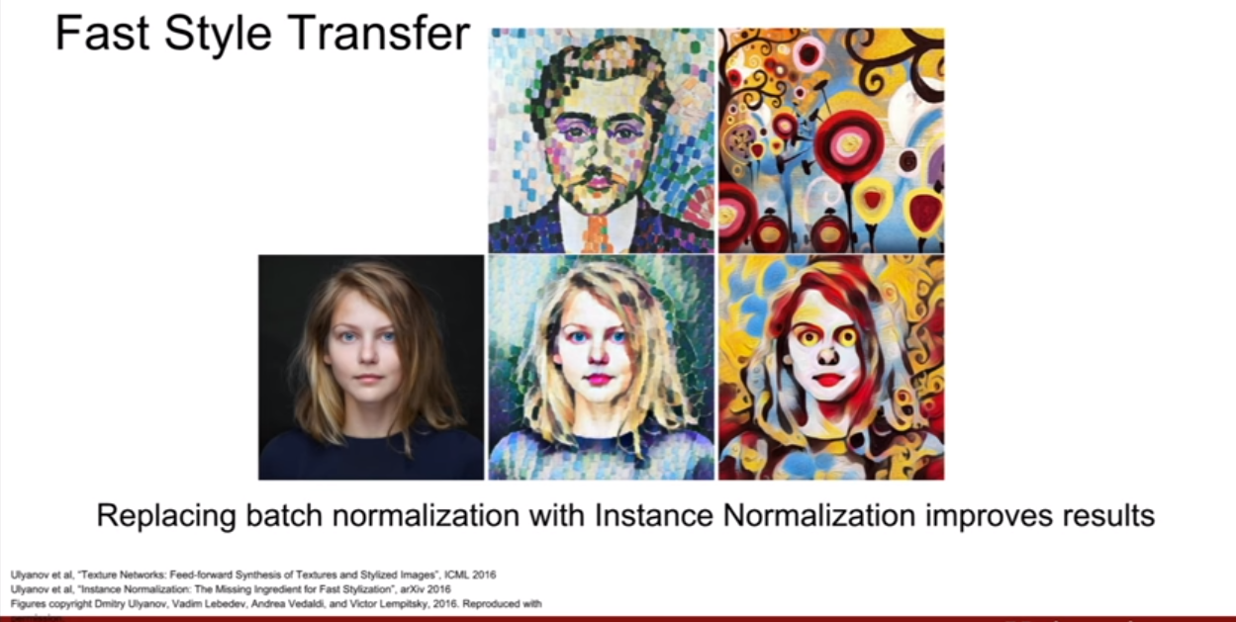 Fast Style Transfer
Replacing batch normalization with Instance Normalization improves results
Ulyanov et al, "Texture Networks: Feed-forward Synthesis of Textures and Stylized Images", ICML 2016
Ulyanov et al, "Instance Normalization: The Missing Ingredient for Fast Stylization", arXiv 2016
Figures copyright Dmitry Ulyanov, Vadim Lebedev, Andrea Vedaldi, and Victor Lempitsky, 2016. Reproduced with